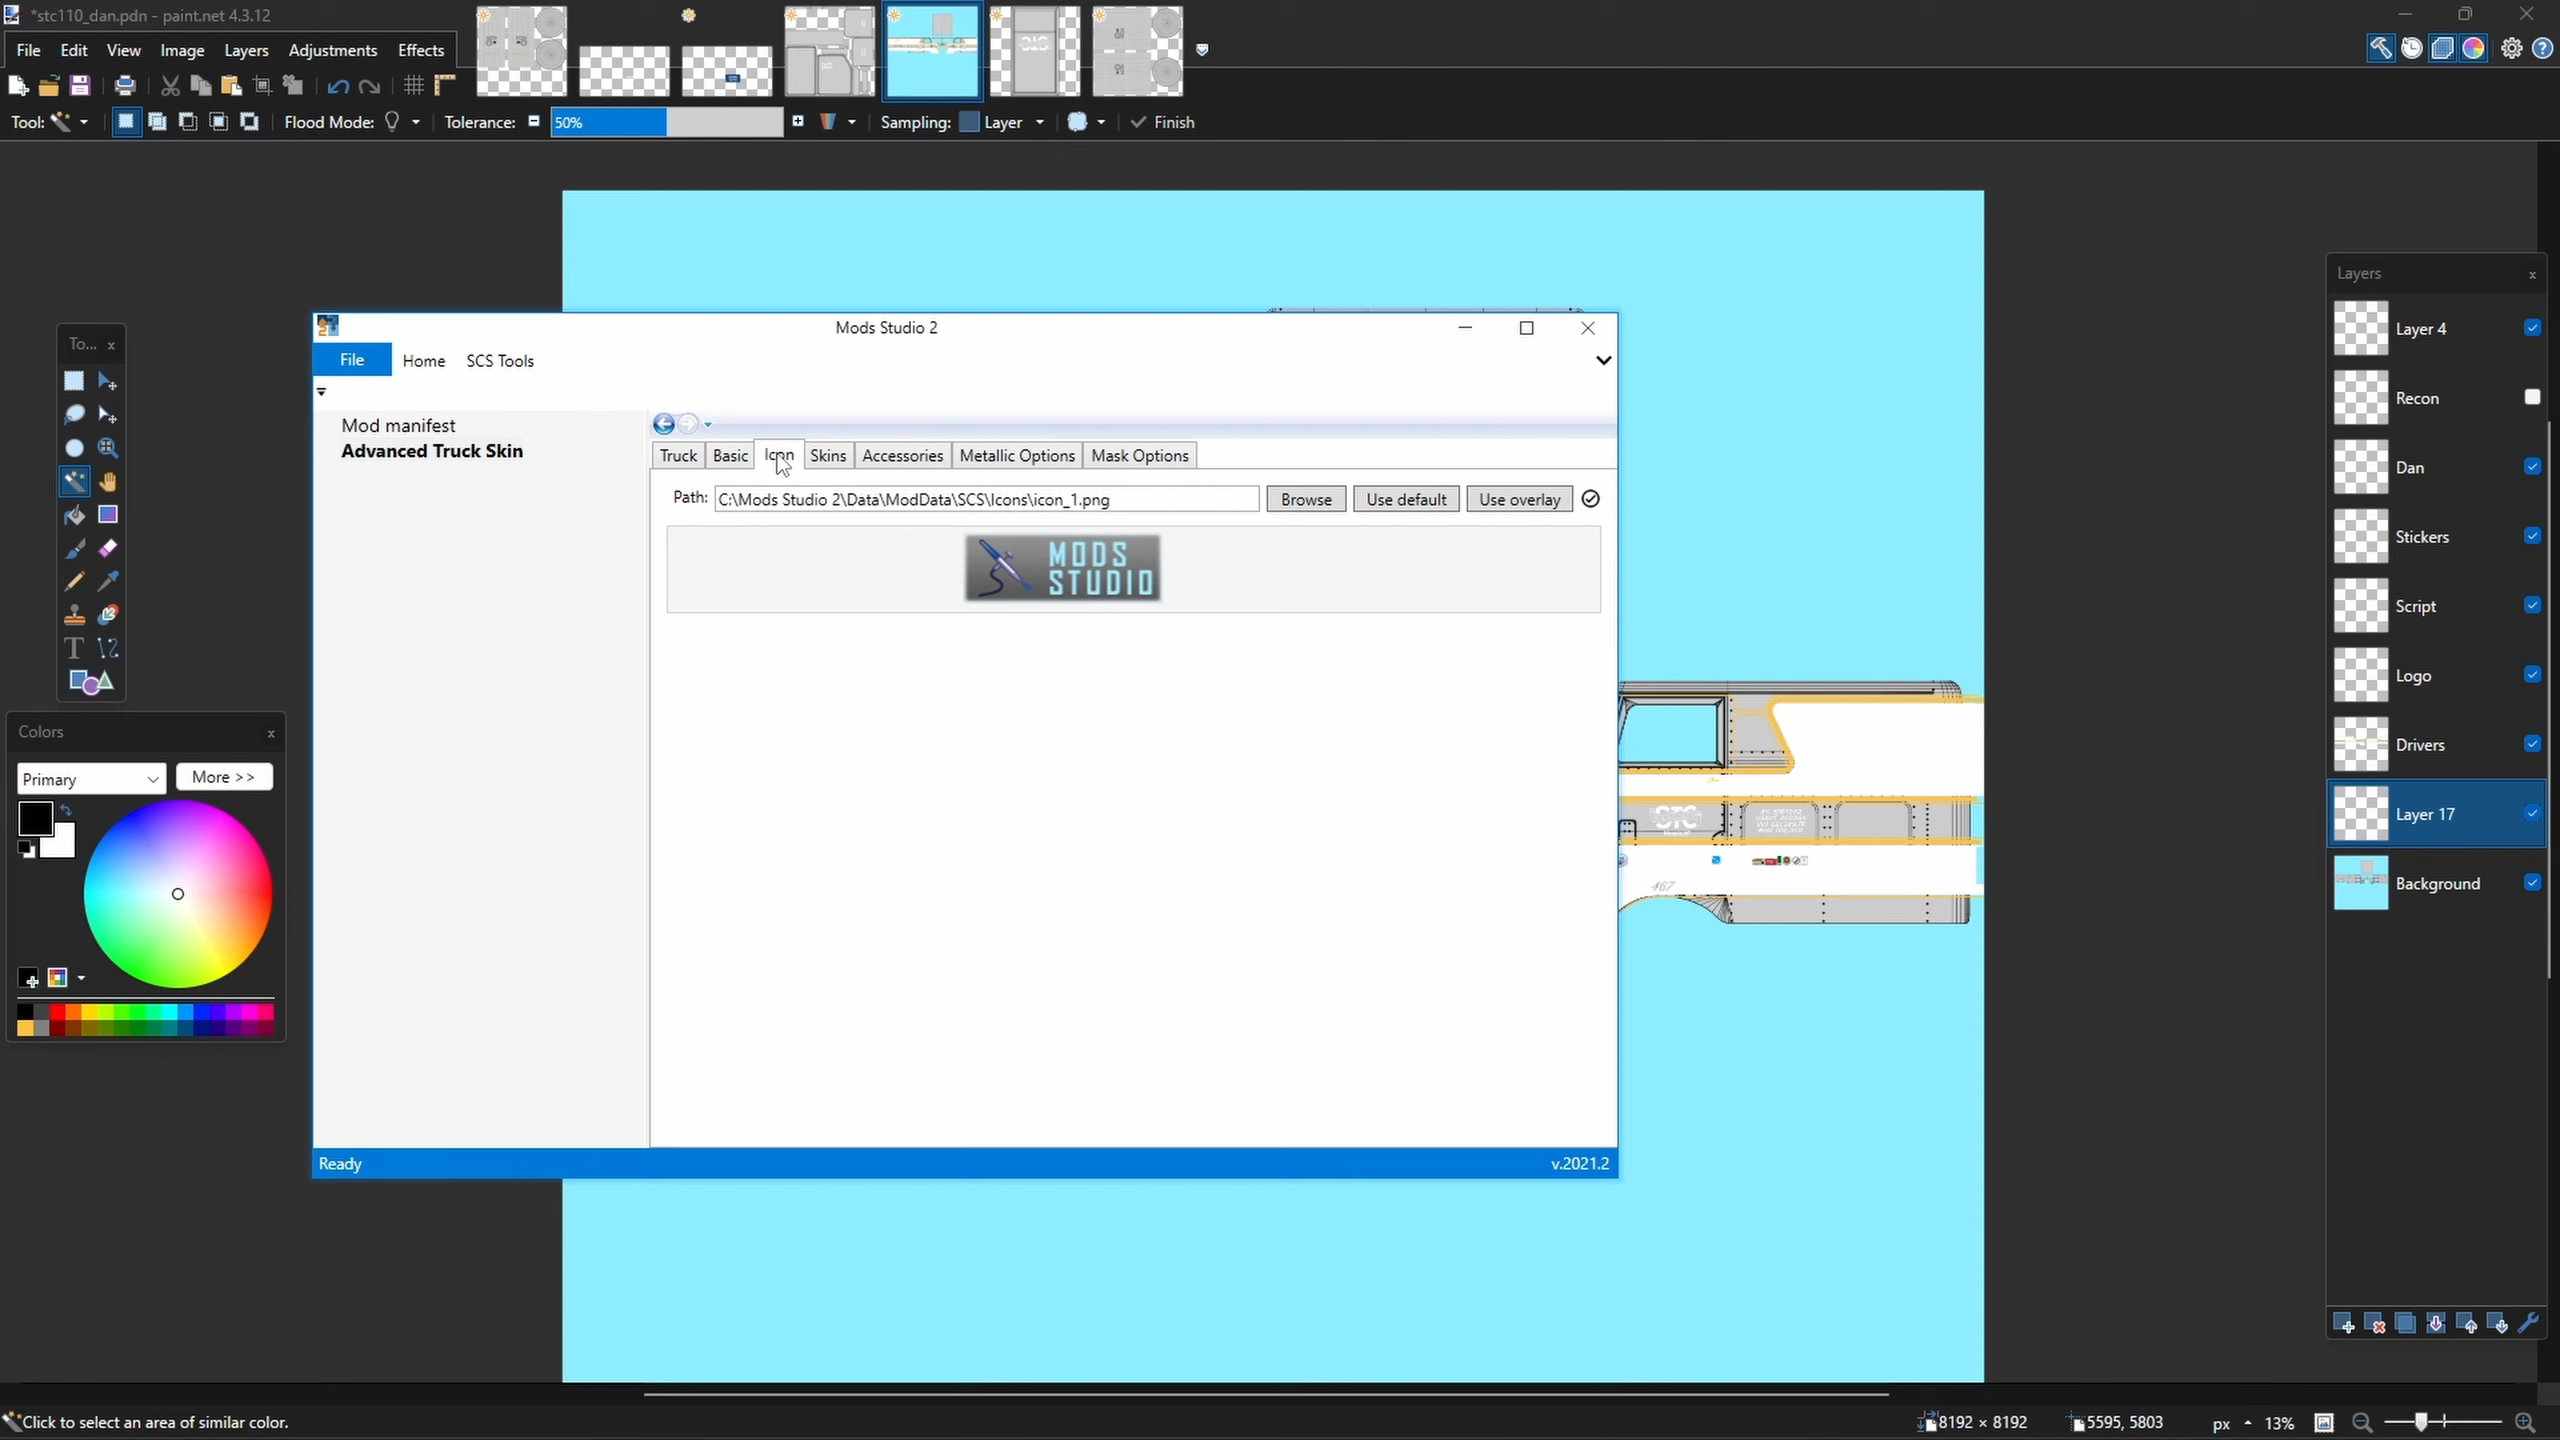 *stc110_dan.pdn - paint.net 4.3.12
File Edit View Image Layers Adjustments Effects
Tool: Flood Mode: Tolerance: 50% Sampling: Layer Finish
Mods Studio 2
File Home SCS Tools
Mod manifest
Advanced Truck Skin
Truck Basic Icon Skins Accessories Metallic Options Mask Options
Path: C:\Mods Studio 2\Data\ModData\SCS\Icons\icon_1.png Browse Use default Use overlay
MODS
STUDIO
Ready
v.2021.2
To...
Colors
Primary More >>
STC
467
Layers
Layer 4
Recon
Dan
Stickers
Script
Logo
Drivers
Layer 17
Background
Click to select an area of similar color.
8192 × 8192 5595, 5803 px 13%